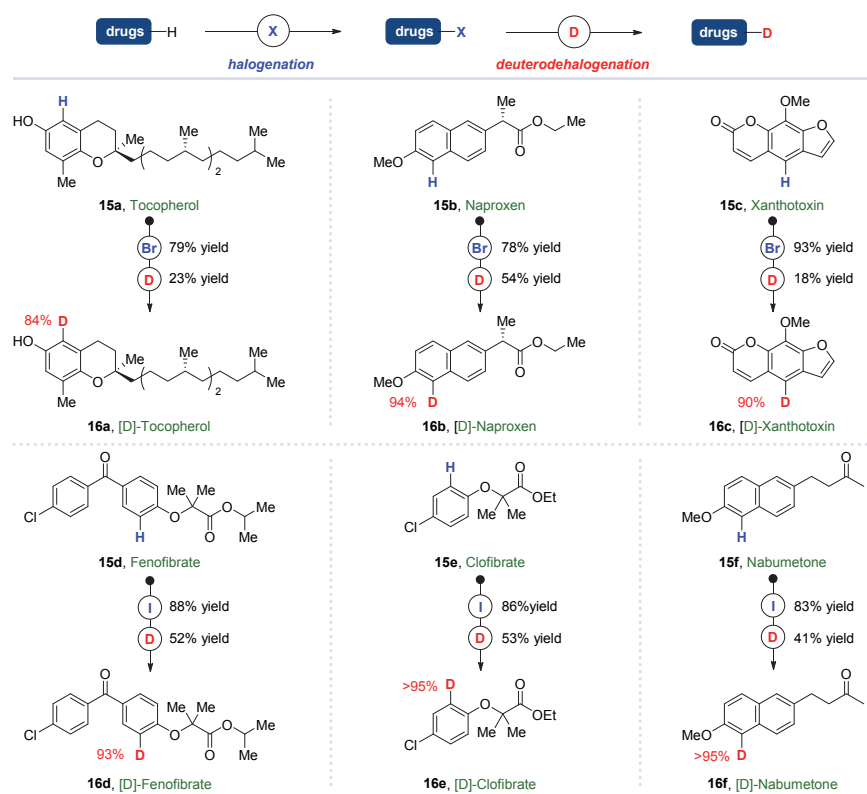 drugs H X drugs X D drugs D
halogenation deuterodehalogenation
H
HO Me Me Me
O 2 Me
Me
15a, Tocopherol
Br 79% yield
D 23% yield
84% D
HO Me Me Me
O 2 Me
Me
16a, [D]-Tocopherol
Me
O Me
MeO O
H
15b, Naproxen
Br 78% yield
D 54% yield
Me
O Me
MeO O
94% D
16b, [D]-Naproxen
OMe
O O O
H
15c, Xanthotoxin
Br 93% yield
D 18% yield
OMe
O O O
90% D
16c, [D]-Xanthotoxin
O
Me Me
O Me
Cl O
H O Me
15d, Fenofibrate
I 88% yield
D 52% yield
O
Me Me
O Me
Cl O
93% D O Me
16d, [D]-Fenofibrate
H O
O OEt
Cl Me Me
15e, Clofibrate
I 86%yield
D 53% yield
>95% D O
O OEt
Cl Me Me
16e, [D]-Clofibrate
O
MeO
H
15f, Nabumetone
I 83% yield
D 41% yield
O
MeO
>95% D
16f, [D]-Nabumetone